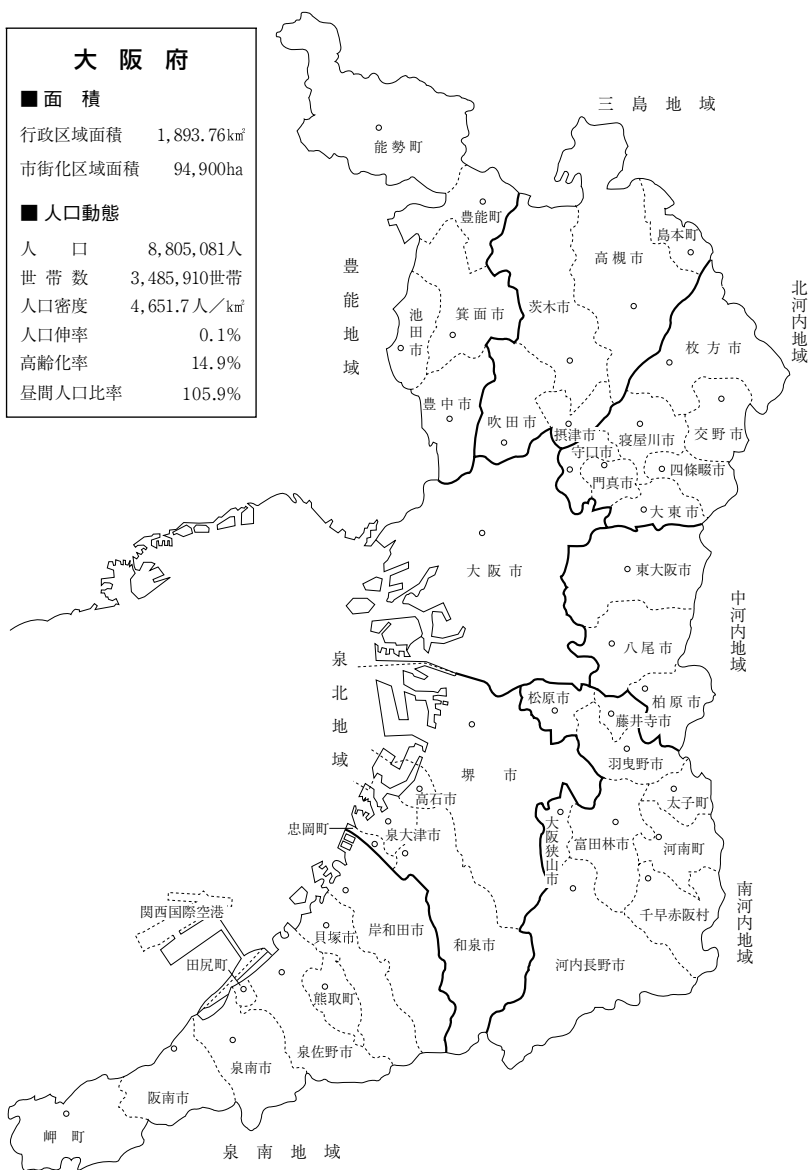 大阪府
■面積
行政区域面積 1,893.76㎢
市街化区域面積 94,900ha
■人口動態
人口 8,805,081人
世帯数 3,485,910世帯
人口密度 4,651.7人／㎢
人口伸率 0.1%
高齢化率 14.9%
昼間人口比率 105.9%
三島地域
能勢町
豊能町
島本町
高槻市
豊能地域
北河内地域
茨木市
箕面市
池田市
枚方市
豊中市
吹田市
摂津市
寝屋川市
交野市
守口市
門真市
四條畷市
大東市
大阪市
東大阪市
中河内地域
八尾市
泉北地域
松原市
柏原市
藤井寺市
羽曳野市
堺市
高石市
太子町
忠岡町
泉大津市
大阪狭山市
富田林市
河南町
関西国際空港
貝塚市
岸和田市
和泉市
千早赤阪村
南河内地域
田尻町
河内長野市
熊取町
泉佐野市
泉南市
阪南市
岬町
泉南地域